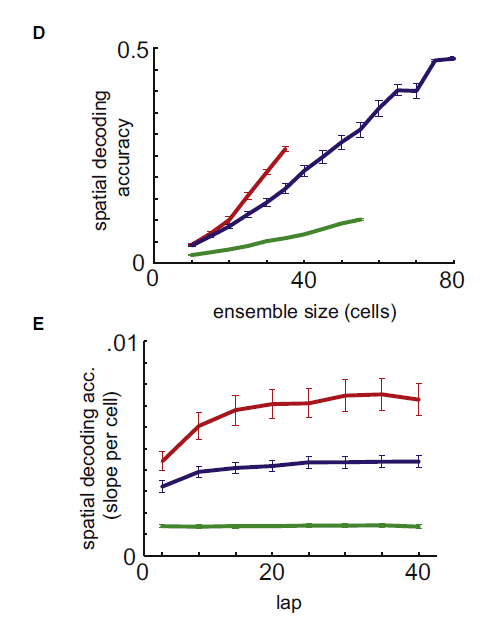 D
0.5
spatial decoding
accuracy
0
0 40 80
ensemble size (cells)
E
.01
spatial decoding acc.
(slope per cell)
0
0 20 40
lap